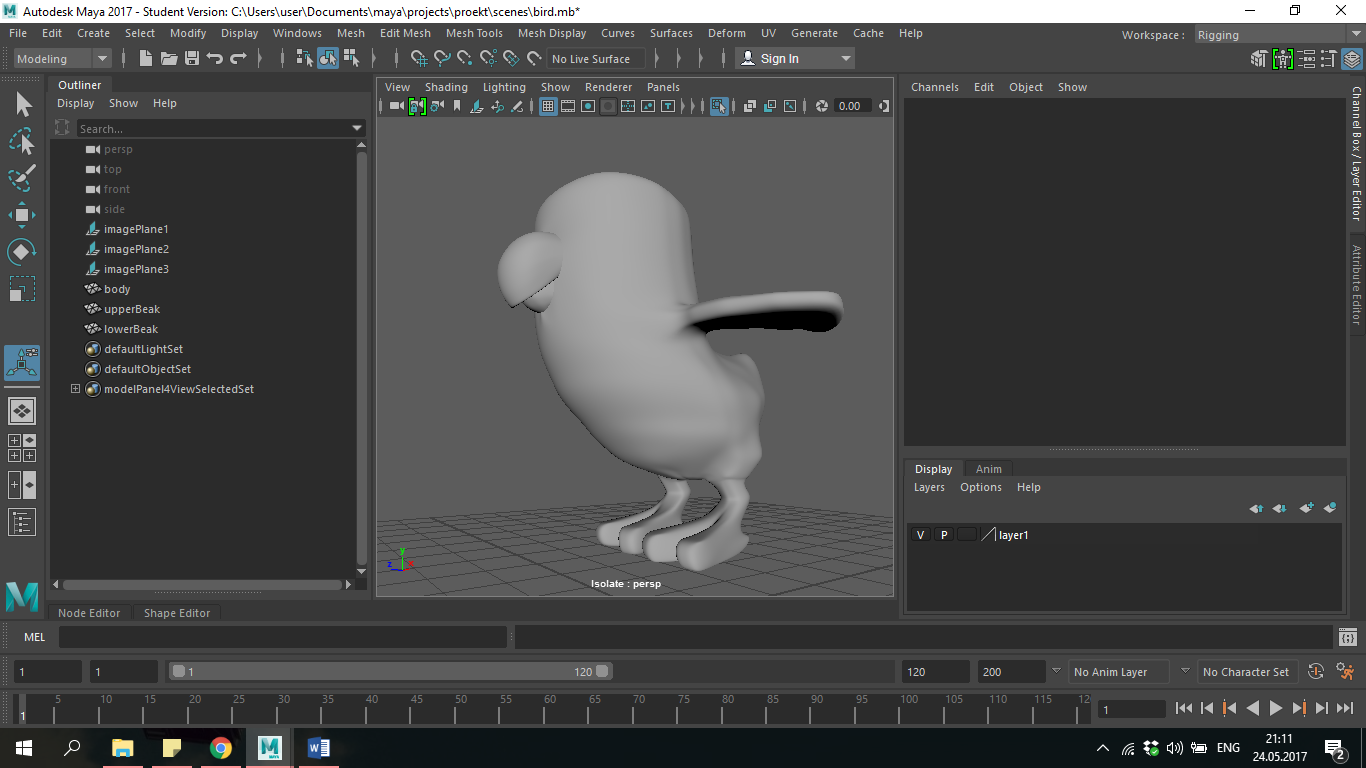 Autodesk Maya 2017 - Student Version: C:\Users\user\Documents\maya\projects\proekt\scenes\bird.mb*
File Edit Create Select Modify Display Windows Mesh Edit Mesh Mesh Tools Mesh Display Curves Surfaces Deform UV Generate Cache Help Workspace : Rigging
Modeling No Live Surface Sign In
Outliner
Display Show Help
Search...
persp
top
front
side
imagePlane1
imagePlane2
imagePlane3
body
upperBeak
lowerBeak
defaultLightSet
defaultObjectSet
modelPanel4ViewSelectedSet
View Shading Lighting Show Renderer Panels
0.00
y
z x
Isolate : persp
Channels Edit Object Show
Channel Box / Layer Editor
Attribute Editor
Display Anim
Layers Options Help
V P layer1
Node Editor Shape Editor
MEL
1 1 1 120 120 200 No Anim Layer No Character Set
1 5 10 15 20 25 30 35 40 45 50 55 60 65 70 75 80 85 90 95 100 105 110 115 12 1
W ENG 21:11
24.05.2017 2